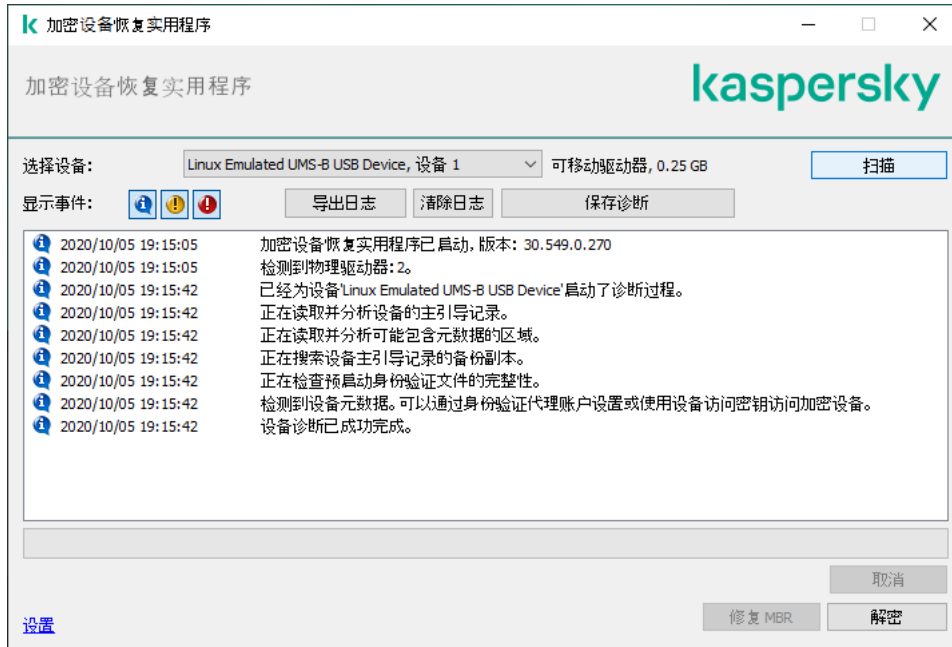 加密设备恢复实用程序
加密设备恢复实用程序
kaspersky
选择设备: Linux Emulated UMS-B USB Device, 设备 1 可移动驱动器, 0.25 GB 扫描
显示事件: 导出日志 清除日志 保存诊断
2020/10/05 19:15:05 加密设备恢复实用程序已启动, 版本: 30.549.0.270
2020/10/05 19:15:05 检测到物理驱动器: 2。
2020/10/05 19:15:42 已经为设备'Linux Emulated UMS-B USB Device'启动了诊断过程。
2020/10/05 19:15:42 正在读取并分析设备的主引导记录。
2020/10/05 19:15:42 正在读取并分析可能包含元数据的区域。
2020/10/05 19:15:42 正在搜索设备主引导记录的备份副本。
2020/10/05 19:15:42 正在检查预启动身份验证文件的完整性。
2020/10/05 19:15:42 检测到设备元数据。可以通过身份验证代理账户设置或使用设备访问密钥访问加密设备。
2020/10/05 19:15:42 设备诊断已成功完成。
取消
设置 修复 MBR 解密